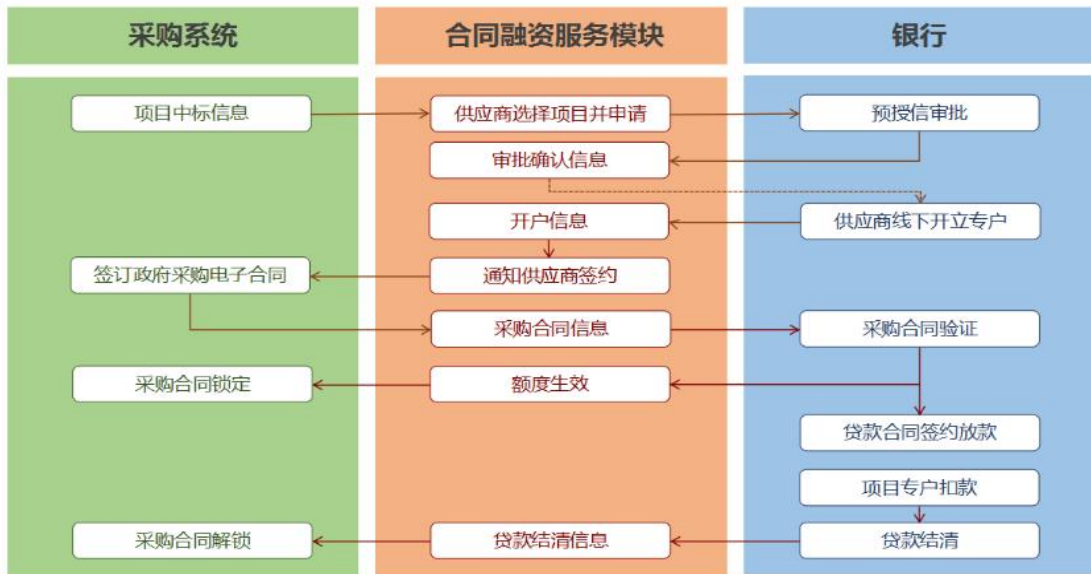 采购系统
合同融资服务模块
银行
项目中标信息
供应商选择项目并申请
预授信审批
审批确认信息
开户信息
供应商线下开立专户
签订政府采购电子合同
通知供应商签约
采购合同信息
采购合同验证
采购合同锁定
额度生效
贷款合同签约放款
项目专户扣款
采购合同解锁
贷款结清信息
贷款结清